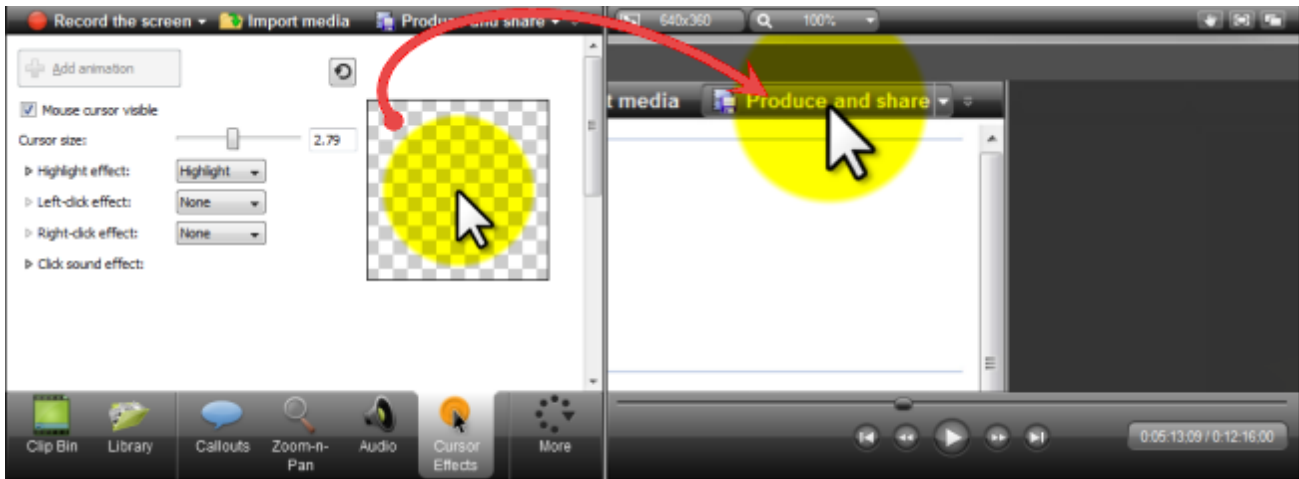 Record the screen
Import media
Produce and share
640x360
100%
Add animation
Mouse cursor visible
Cursor size:
2.79
Highlight effect:
Highlight
Left-click effect:
None
Right-click effect:
None
Click sound effect:
t media
Produce and share
Clip Bin
Library
Callouts
Zoom-n-
Pan
Audio
Cursor
Effects
More
0:05:13;09 / 0:12:16;00